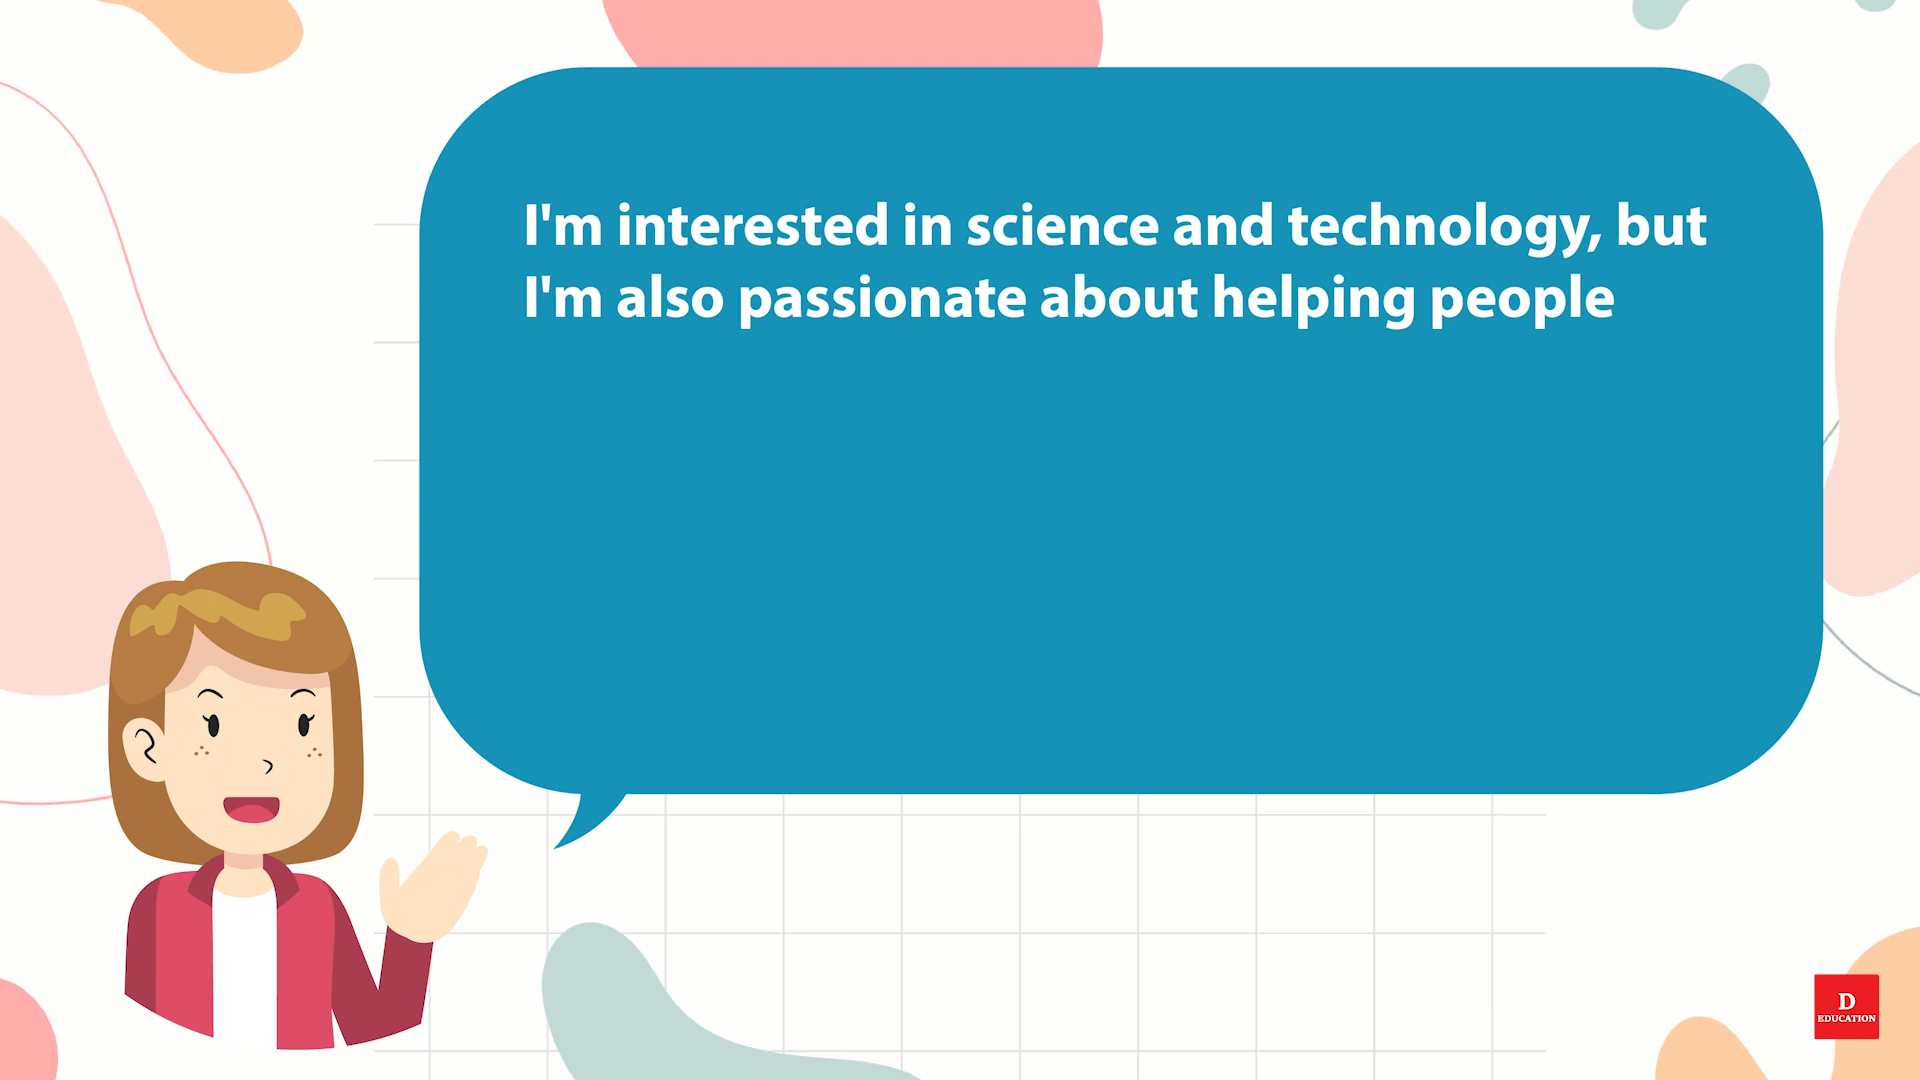 I'm interested in science and technology, but
I'm also passionate about helping people
D
EDUCATION